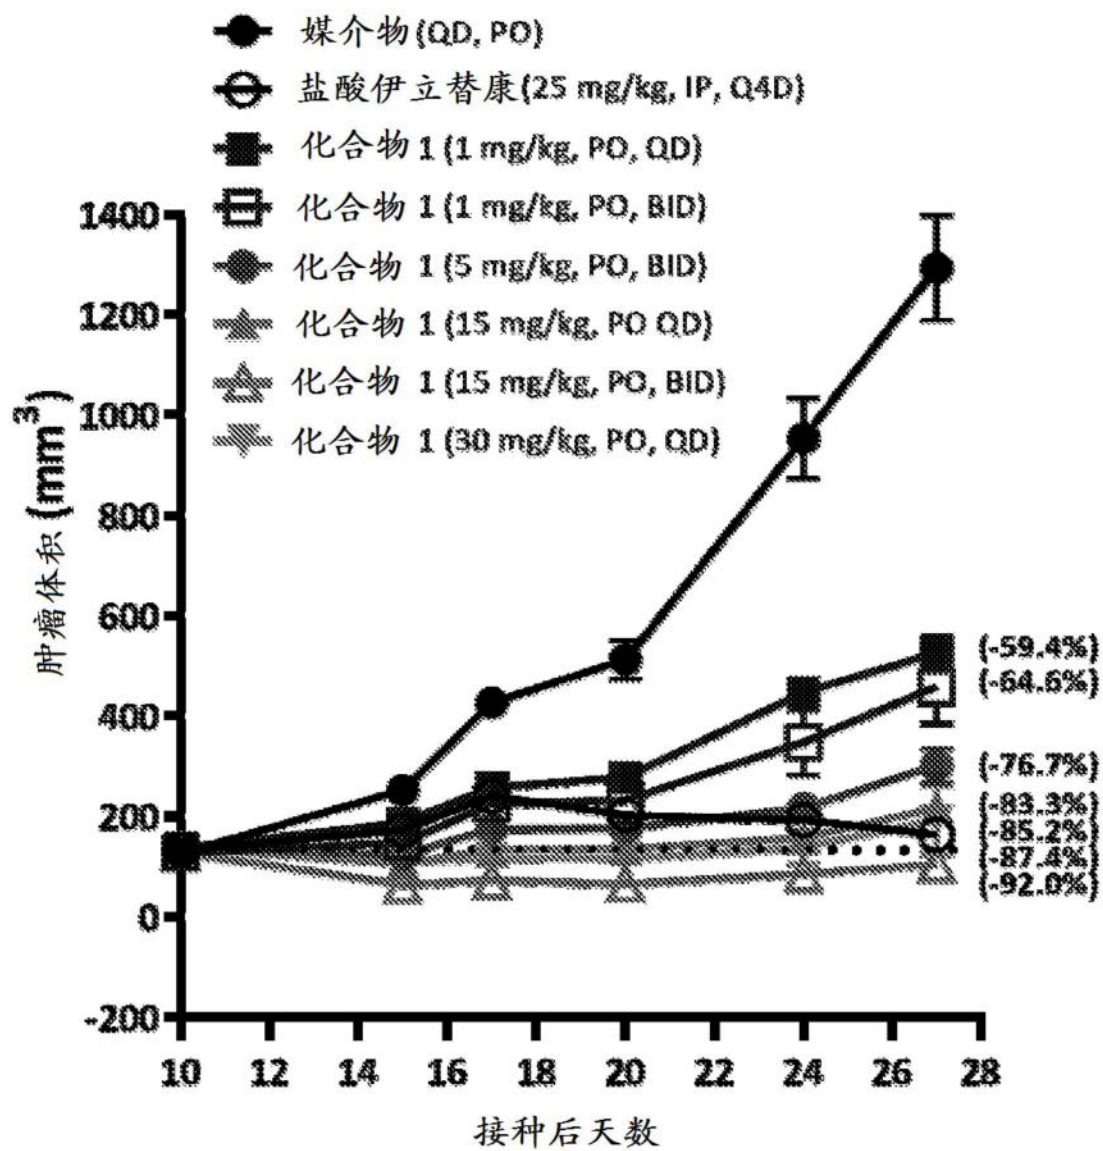 媒介物(QD, PO)
盐酸伊立替康(25 mg/kg, IP, Q4D)
化合物 1 (1 mg/kg, PO, QD)
化合物 1 (1 mg/kg, PO, BID)
化合物 1 (5 mg/kg, PO, BID)
化合物 1 (15 mg/kg, PO QD)
化合物 1 (15 mg/kg, PO, BID)
化合物 1 (30 mg/kg, PO, QD)
肿瘤体积 (mm³)
1400
1200
1000
800
600
400
200
0
-200
(-59.4%)
(-64.6%)
(-76.7%)
(-83.3%)
(-85.2%)
(-87.4%)
(-92.0%)
10 12 14 16 18 20 22 24 26 28
接种后天数